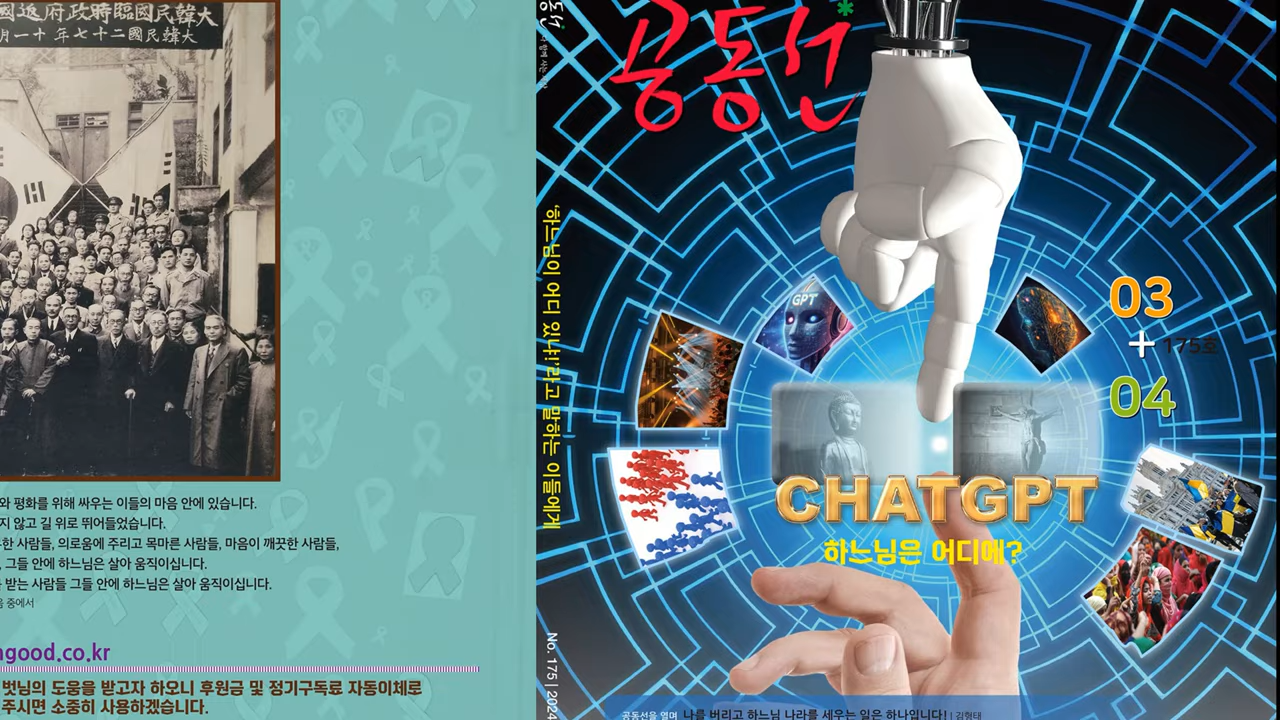 大韓民國臨時政府返國
大韓民國二十七年十一月
와 평화를 위해 싸우는 이들의 마음 안에 있습니다.
지 않고 길 위로 뛰어들었습니다.
한 사람들, 의로움에 주리고 목마른 사람들, 마음이 깨끗한 사람들,
그들 안에 하느님은 살아 움직이십니다.
받는 사람들 그들 안에 하느님은 살아 움직이십니다.
중에서
good.co.kr
벗님의 도움을 받고자 하오니 후원금 및 정기구독료 자동이체로
주시면 소중히 사용하겠습니다.
'하느님이 어디 있냐!'라고 말하는 이들에게
No. 175 | 2024
공동선
GPT
03
+ 175호
04
CHATGPT
하느님은 어디에?
공동선을 열며 나를 버리고 하느님 나라를 세우는 일은 하나입니다! | 김형태